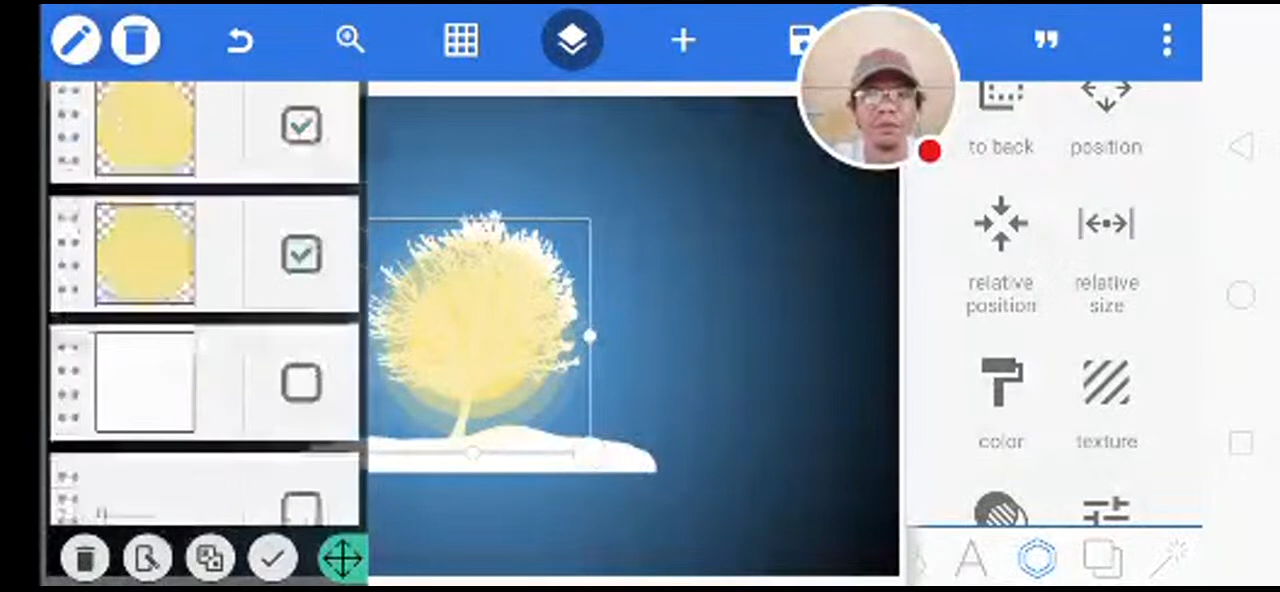 to back
position
relative
position
relative
size
color
texture